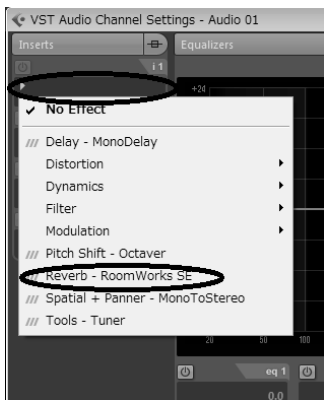 VST Audio Channel Settings - Audio 01
Inserts
Equalizers
i 1
+24
No Effect
Delay - MonoDelay
Distortion
Dynamics
Filter
Modulation
Pitch Shift - Octaver
Reverb - RoomWorks SE
Spatial + Panner - MonoToStereo
Tools - Tuner
20 50 100
eq 1
0.0